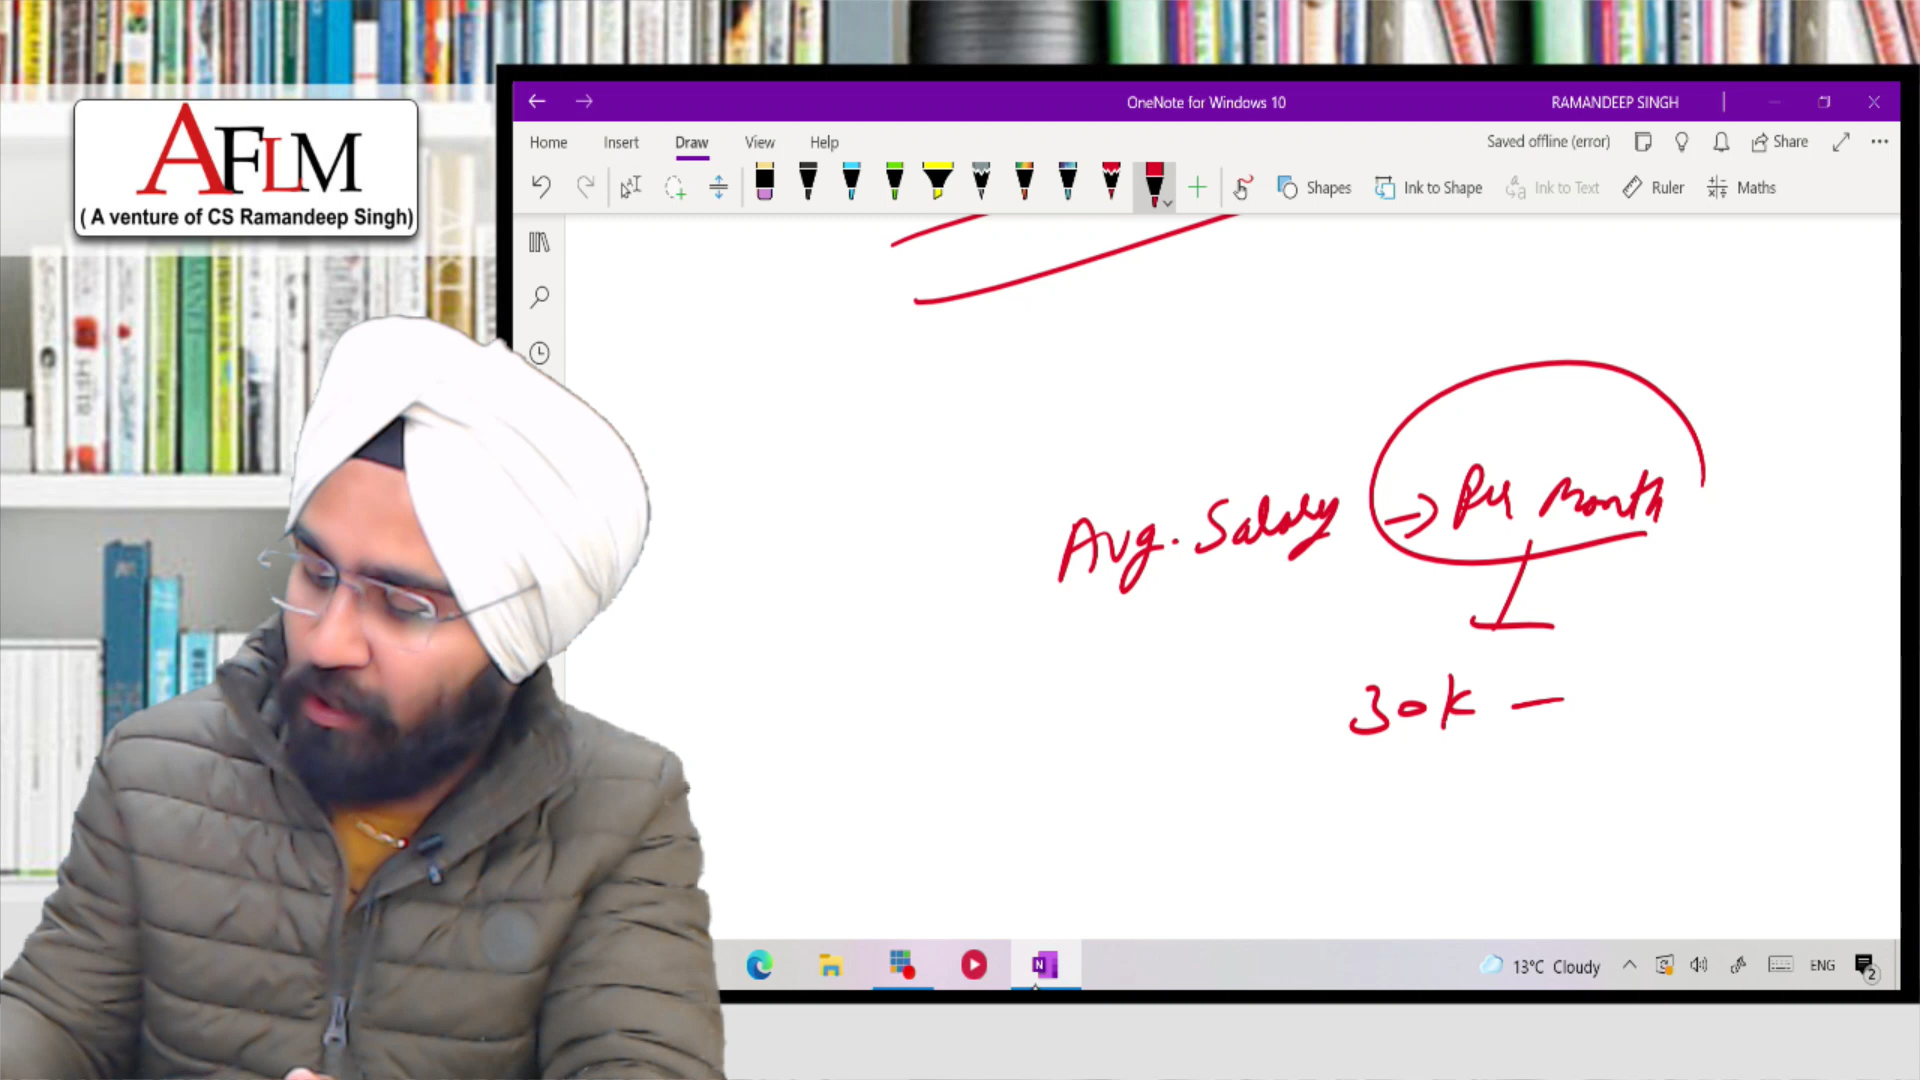 AFLM
( A venture of CS Ramandeep Singh)
OneNote for Windows 10
RAMANDEEP SINGH
Home Insert Draw View Help
Saved offline (error)
Share
Shapes
Ink to Shape
Ink to Text
Ruler
Maths
Avg. Salary → Per Month
30K —
13°C Cloudy
ENG
2